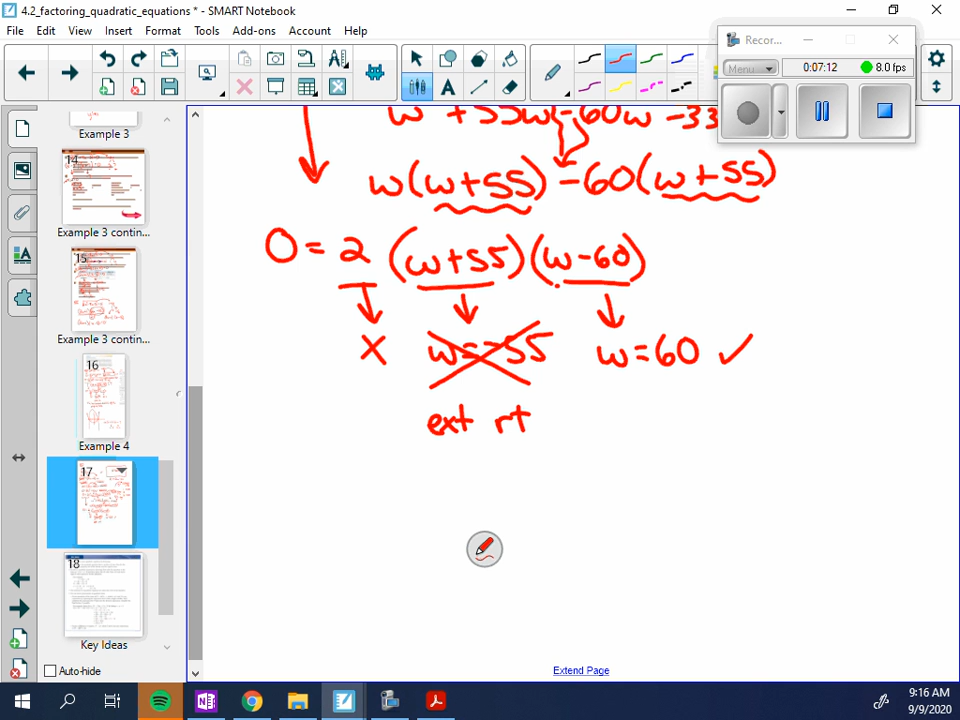 4.2_factoring_quadratic_equations * - SMART Notebook
File Edit View Insert Format Tools Add-ons Account Help
Recor...
Menu
0:07:12
8.0 fps
Example 3
14
Example 3 contin...
15
Example 3 contin...
16
Example 4
17
18
Key Ideas
Auto-hide
w + 55w - 60w - 33
w(w+55) - 60(w+55)
0 = 2 (w+55)(w-60)
x w=-55 w=60 ✓
ext rt
Extend Page
A
9:16 AM
9/9/2020